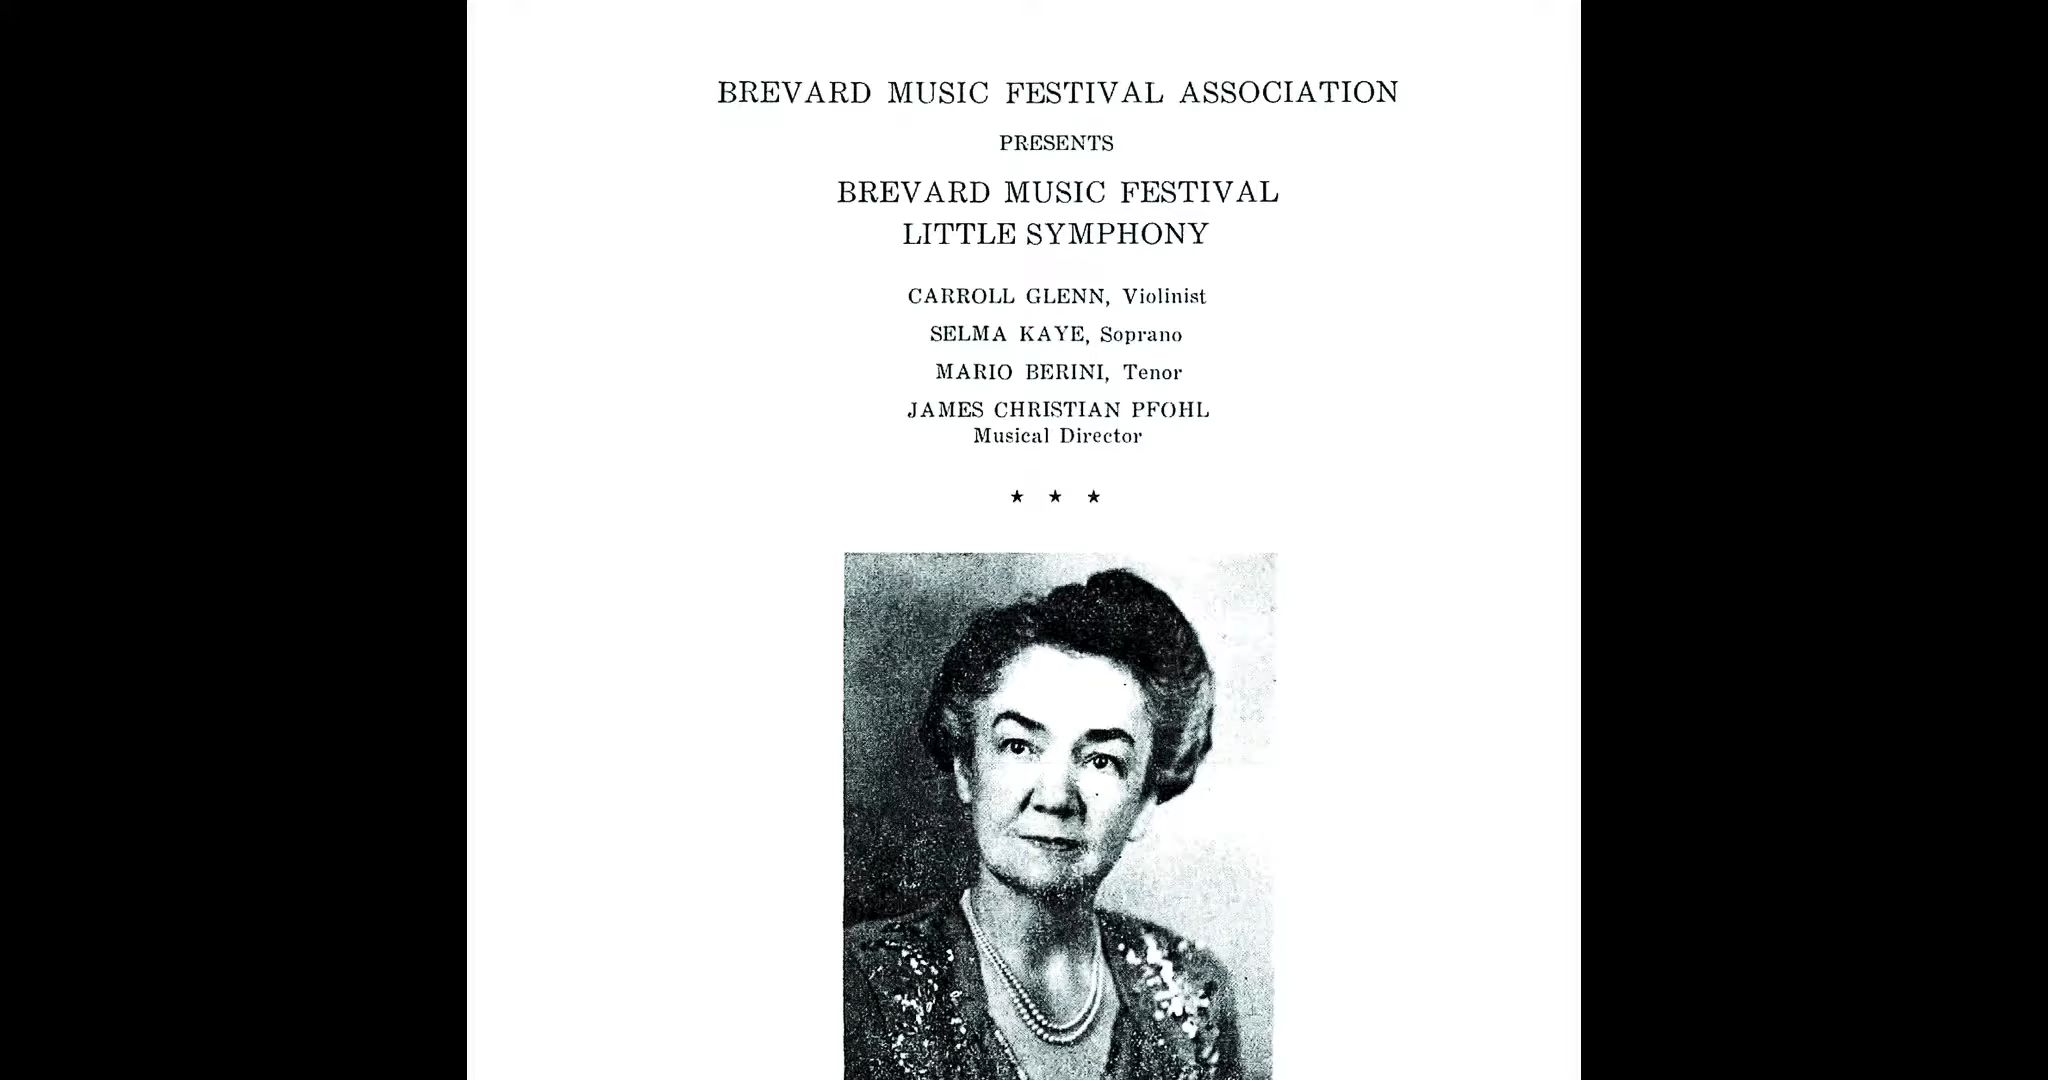 BREVARD MUSIC FESTIVAL ASSOCIATION
PRESENTS
BREVARD MUSIC FESTIVAL
LITTLE SYMPHONY
CARROLL GLENN, Violinist
SELMA KAYE, Soprano
MARIO BERINI, Tenor
JAMES CHRISTIAN PFOHL
Musical Director